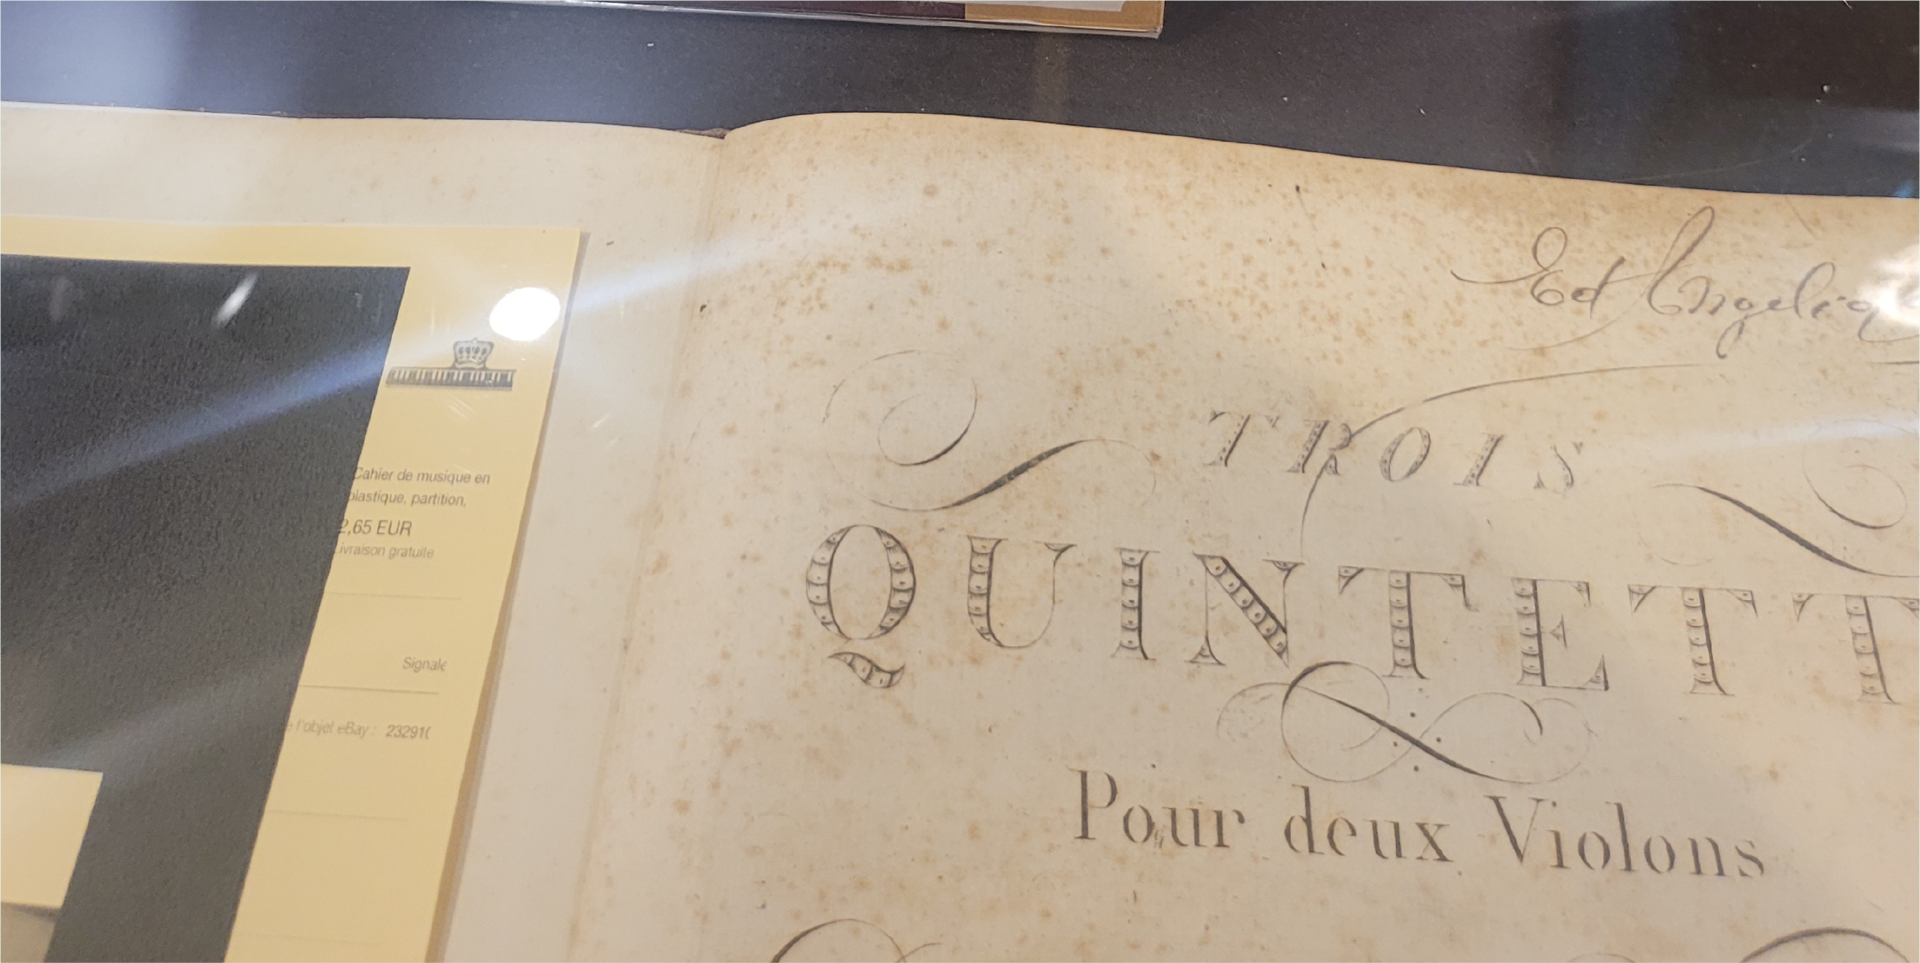 Cahier de musique en
plastique, partition,
2,65 EUR
Livraison gratuite
Signale
e l'objet eBay : 232910
Ed Angeliq
TROIS
QUINTETT
Pour deux Violons